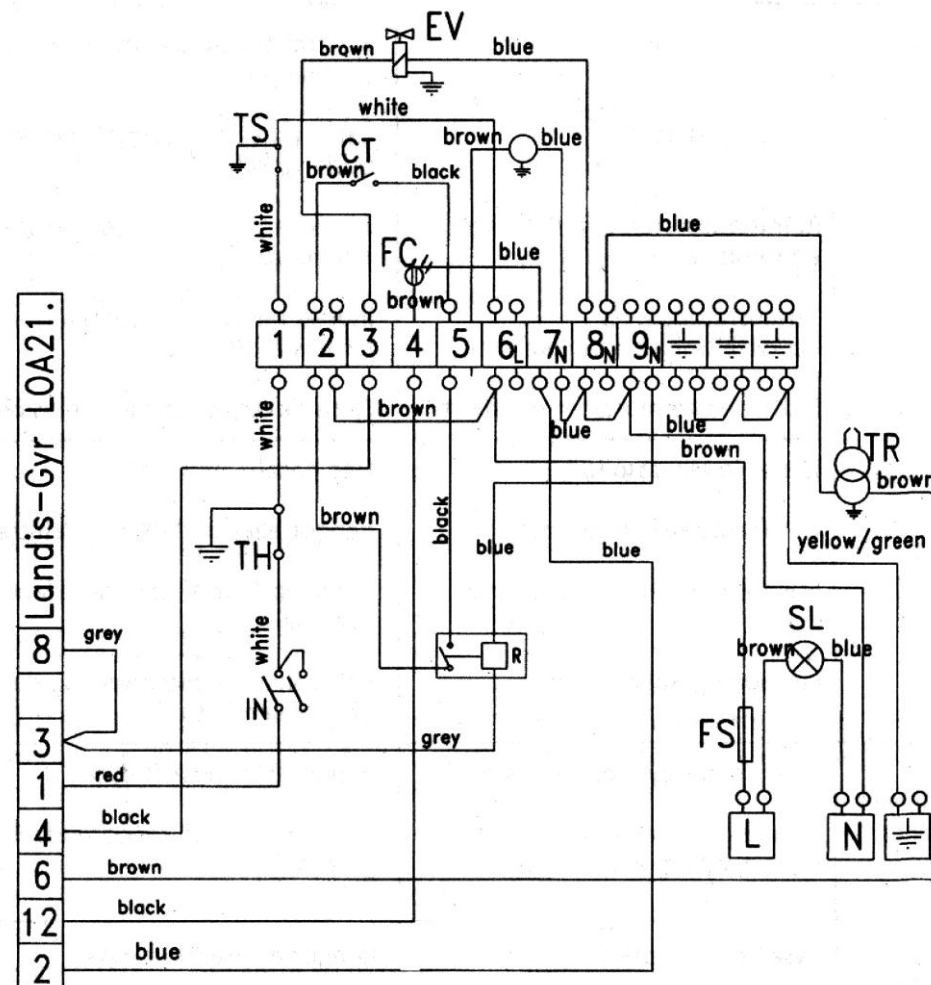 EV
brown
blue
white
TS
brown
blue
CT
brown
black
white
FC
blue
blue
brown
1 2 3 4 5 6L 7N 8N 9N
Landis-Gyr LOA21.
white
brown
blue
blue
brown
TR
brown
black
brown
blue
blue
yellow/green
TH
8
grey
white
R
SL
brown
blue
IN
3
grey
FS
1
red
4
black
L
N
6
brown
12
black
2
blue